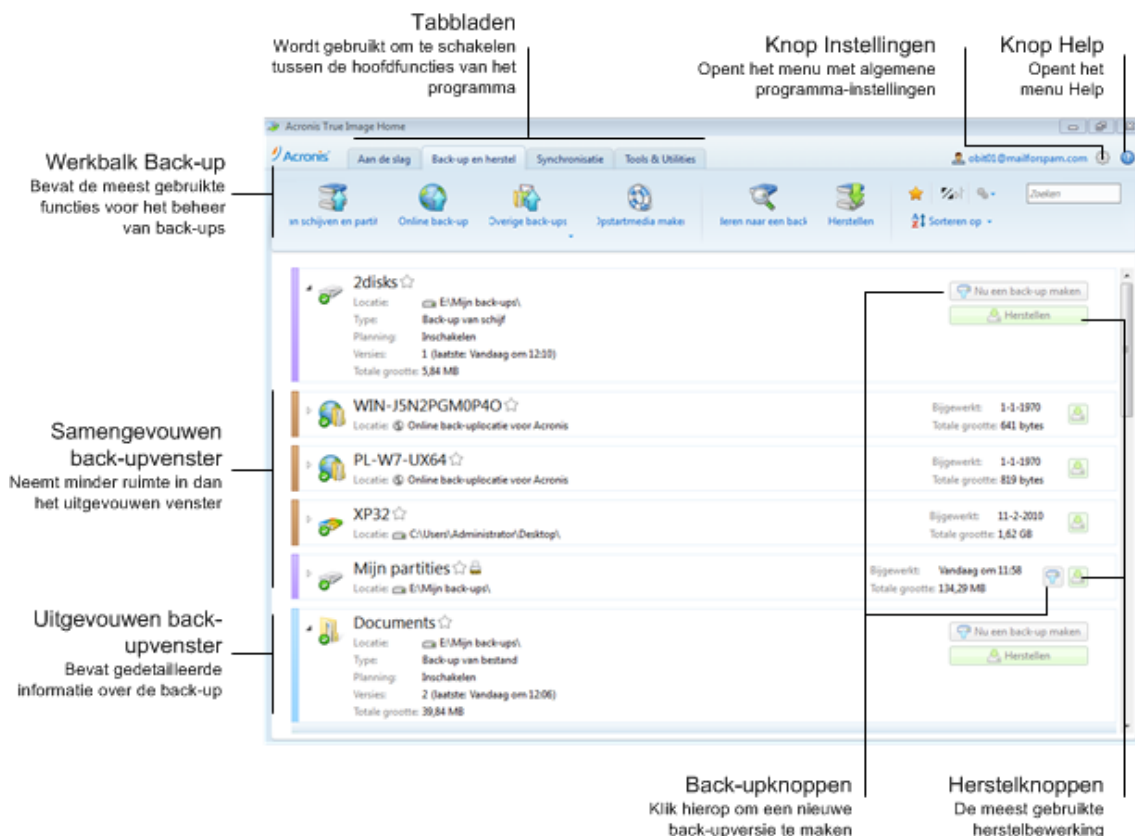 Tabbladen
Wordt gebruikt om te schakelen
tussen de hoofdfuncties van het
programma
Knop Instellingen
Opent het menu met algemene
programma-instellingen
Knop Help
Opent het
menu Help
Werkbalk Back-up
Bevat de meest gebruikte
functies voor het beheer
van back-ups
Acronis True Image Home
Acronis
Aan de slag
Back-up en herstel
Synchronisatie
Tools & Utilities
obit01@mailforspam.com
n schijven en partit
Online back-up
Overige back-ups
Opstartmedia maker
leren naar een back
Herstellen
Zoeken
Sorteren op
2disks
Locatie: E:\Mijn back-ups\
Type: Back-up van schijf
Planning: Inschakelen
Versies: 1 (laatste: Vandaag om 12:10)
Totale grootte: 5,84 MB
Nu een back-up maken
Herstellen
Samengevouwen
back-upvenster
Neemt minder ruimte in dan
het uitgevouwen venster
WIN-J5N2PGM0P4O
Locatie: Online back-uplocatie voor Acronis
Bijgewerkt: 1-1-1970
Totale grootte: 641 bytes
PL-W7-UX64
Locatie: Online back-uplocatie voor Acronis
Bijgewerkt: 1-1-1970
Totale grootte: 819 bytes
XP32
Locatie: C:\Users\Administrator\Desktop\
Bijgewerkt: 11-2-2010
Totale grootte: 1,62 GB
Mijn partities
Locatie: E:\Mijn back-ups\
Bijgewerkt: Vandaag om 11:58
Totale grootte: 134,29 MB
Uitgevouwen back-
upvenster
Bevat gedetailleerde
informatie over de back-up
Documents
Locatie: E:\Mijn back-ups\
Type: Back-up van bestand
Planning: Inschakelen
Versies: 2 (laatste: Vandaag om 12:06)
Totale grootte: 39,84 MB
Nu een back-up maken
Herstellen
Back-upknoppen
Klik hierop om een nieuwe
back-upversie te maken
Herstelknoppen
De meest gebruikte
herstelbewerking